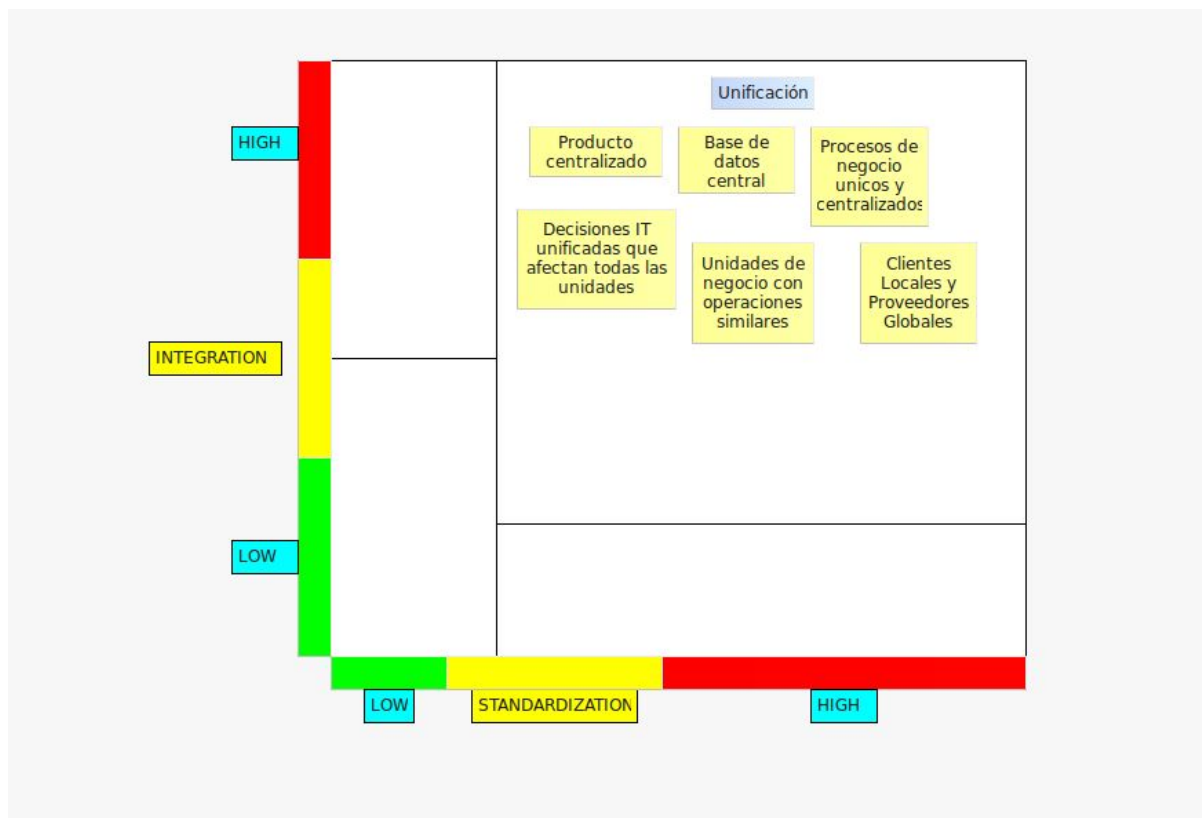 Unificación
HIGH
Producto
centralizado
Base de
datos
central
Procesos de
negocio
unicos y
centralizados
Decisiones IT
unificadas que
afectan todas las
unidades
Unidades de
negocio con
operaciones
similares
Clientes
Locales y
Proveedores
Globales
INTEGRATION
LOW
LOW
STANDARDIZATION
HIGH